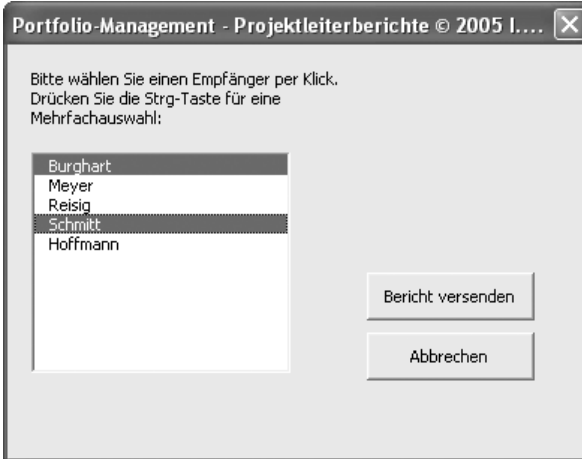 Portfolio-Management - Projektleiterberichte © 2005 I....
Bitte wählen Sie einen Empfänger per Klick.
Drücken Sie die Strg-Taste für eine
Mehrfachauswahl:
Burghart
Meyer
Reisig
Schmitt
Hoffmann
Bericht versenden
Abbrechen